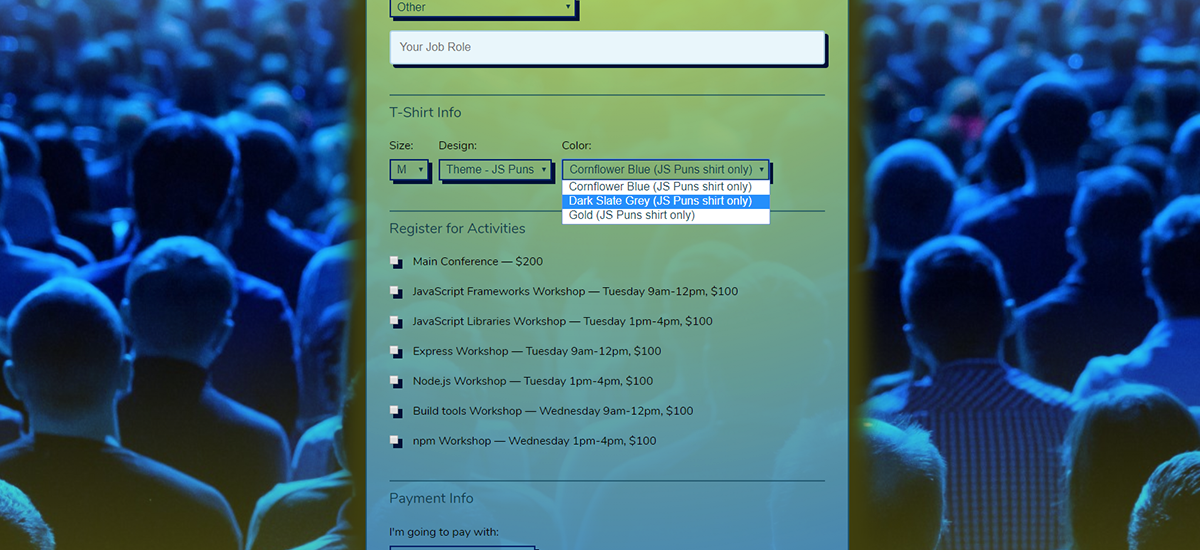 Other
Your Job Role
T-Shirt Info
Size: Design: Color:
M Theme - JS Puns Cornflower Blue (JS Puns shirt only)
Cornflower Blue (JS Puns shirt only)
Dark Slate Grey (JS Puns shirt only)
Gold (JS Puns shirt only)
Register for Activities
Main Conference — $200
JavaScript Frameworks Workshop — Tuesday 9am-12pm, $100
JavaScript Libraries Workshop — Tuesday 1pm-4pm, $100
Express Workshop — Tuesday 9am-12pm, $100
Node.js Workshop — Tuesday 1pm-4pm, $100
Build tools Workshop — Wednesday 9am-12pm, $100
npm Workshop — Wednesday 1pm-4pm, $100
Payment Info
I'm going to pay with: